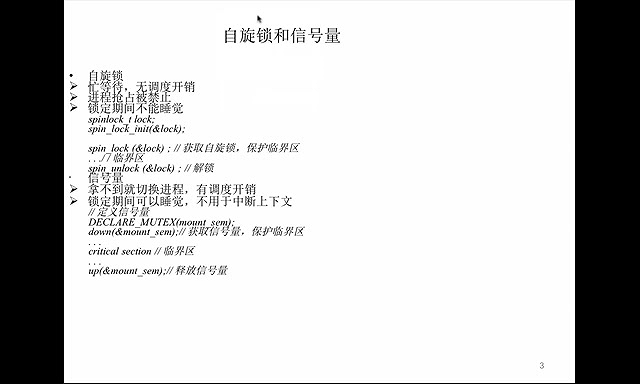 自旋锁和信号量
• 自旋锁
➢ 忙等待，无调度开销
➢ 进程抢占被禁止
➢ 锁定期间不能睡觉
spinlock_t lock;
spin_lock_init(&lock);
spin_lock (&lock) ; // 获取自旋锁，保护临界区
. . ./ / 临界区
spin_unlock (&lock) ; // 解锁
• 信号量
➢ 拿不到就切换进程，有调度开销
➢ 锁定期间可以睡觉，不用于中断上下文
// 定义信号量
DECLARE_MUTEX(mount_sem);
down(&mount_sem);// 获取信号量，保护临界区
. . .
critical section // 临界区
. . .
up(&mount_sem);// 释放信号量
3